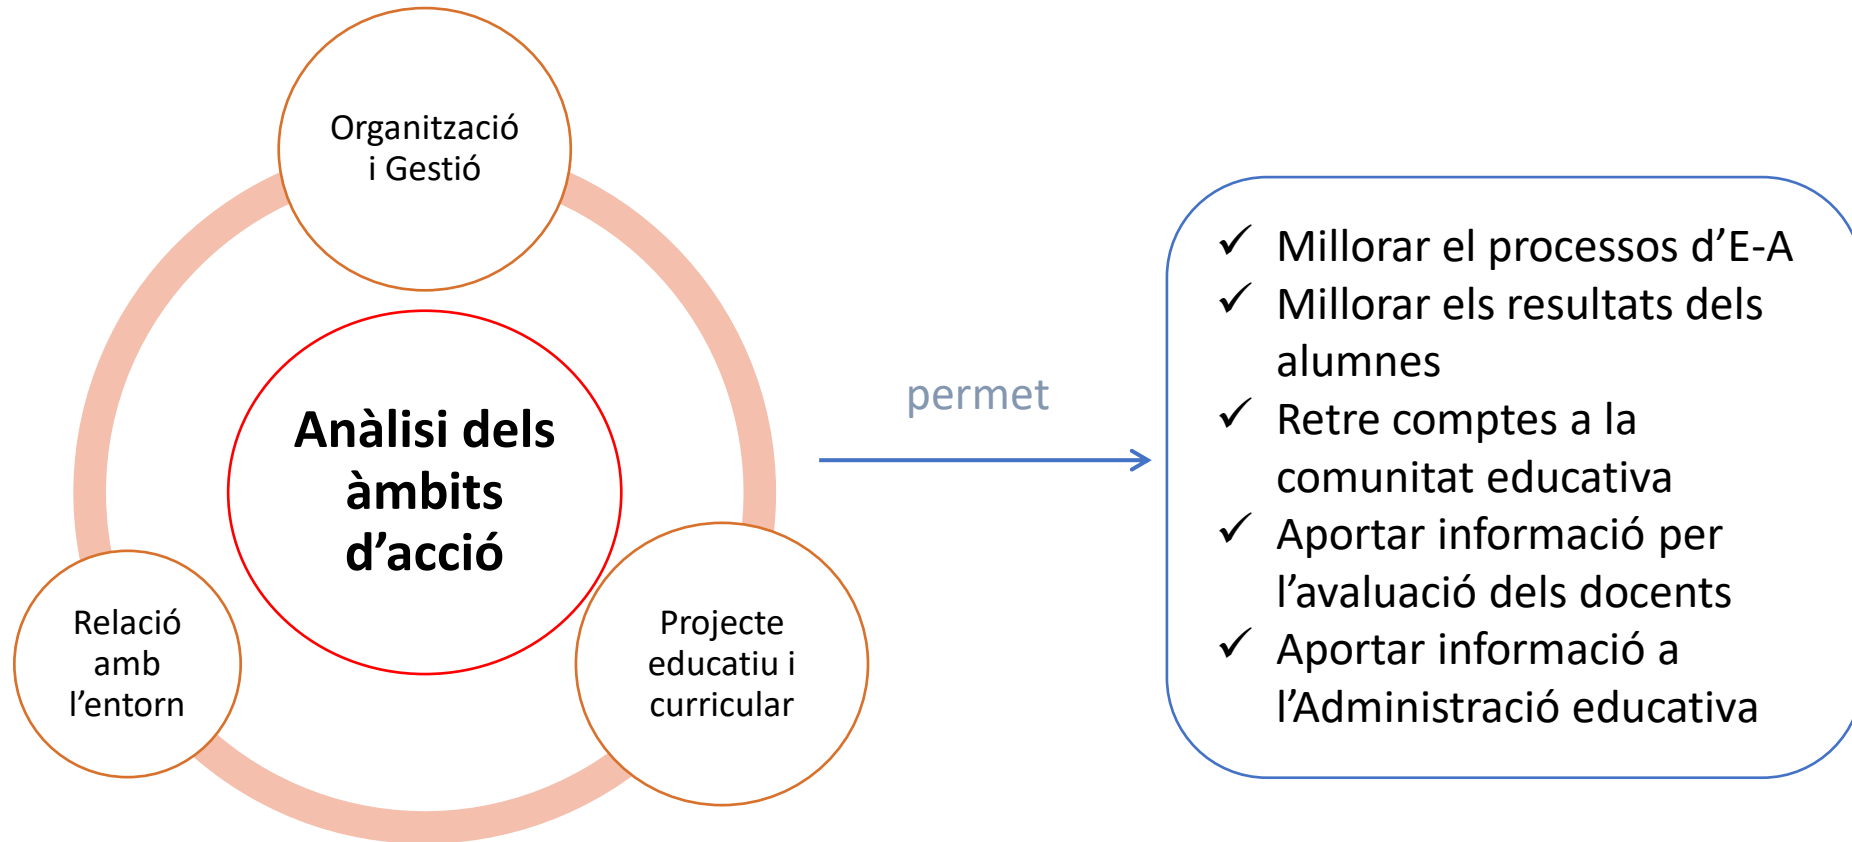 Organització
i Gestió
Anàlisi dels
àmbits
d’acció
Relació
amb
l’entorn
Projecte
educatiu i
curricular
permet
✓ Millorar el processos d’E-A
✓ Millorar els resultats dels
alumnes
✓ Retre comptes a la
comunitat educativa
✓ Aportar informació per
l’avaluació dels docents
✓ Aportar informació a
l’Administració educativa